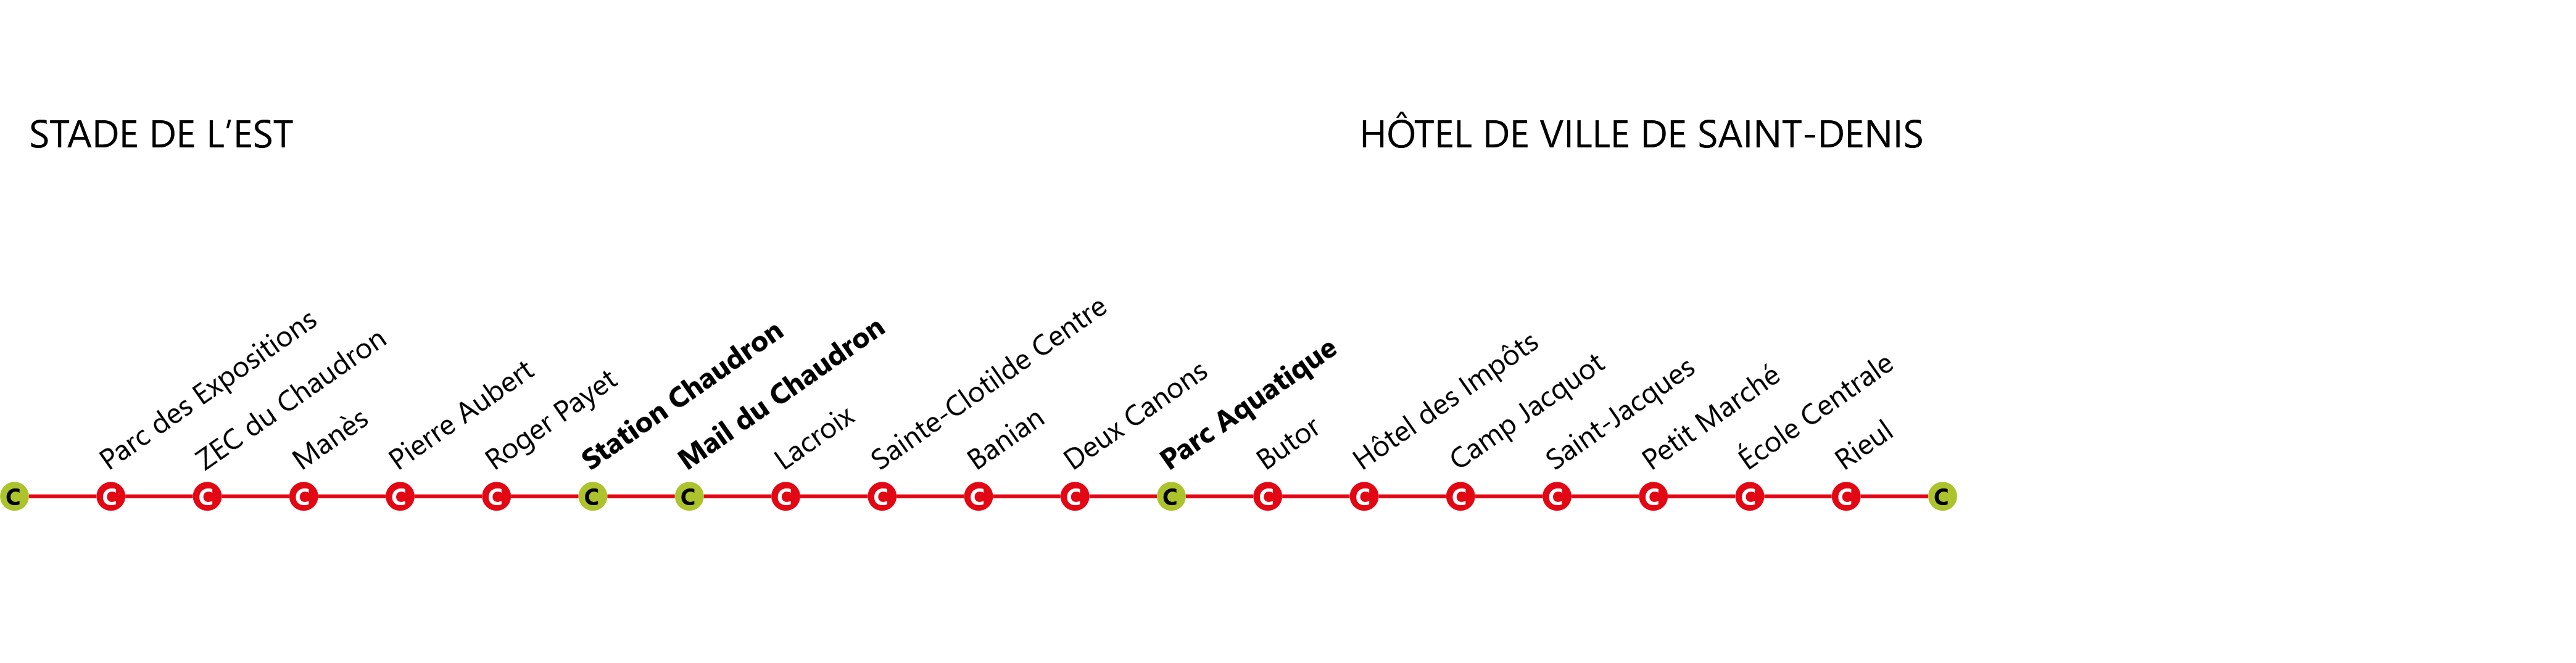 STADE DE L’EST
HÔTEL DE VILLE DE SAINT-DENIS
Parc des Expositions
ZEC du Chaudron
Manès
Pierre Aubert
Roger Payet
Station Chaudron
Mail du Chaudron
Lacroix
Sainte-Clotilde Centre
Banian
Deux Canons
Parc Aquatique
Butor
Hôtel des Impôts
Camp Jacquot
Saint-Jacques
Petit Marché
École Centrale
Rieul
C C C C C C C C C C C C C C C C C C C C C